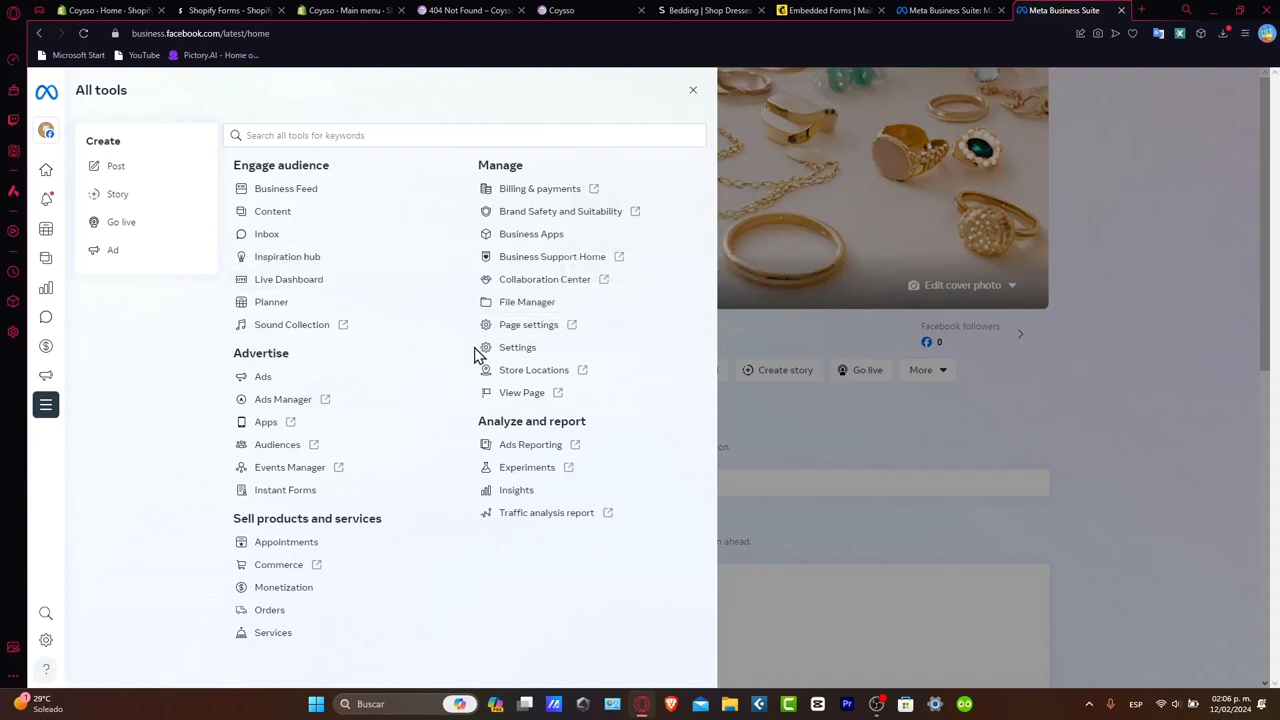 Coysso · Home · Shopif
Shopify Forms - Shopify
Coysso · Main menu · S
404 Not Found – Coyss
Coysso
Bedding | Shop Dresses
Embedded Forms | Mai
Meta Business Suite: M
Meta Business Suite
business.facebook.com/latest/home
Microsoft Start
YouTube
Pictory.AI - Home o...
All tools
Create
Post
Story
Go live
Ad
Search all tools for keywords
Engage audience
Business Feed
Content
Inbox
Inspiration hub
Live Dashboard
Planner
Sound Collection
Advertise
Ads
Ads Manager
Apps
Audiences
Events Manager
Instant Forms
Sell products and services
Appointments
Commerce
Monetization
Orders
Services
Manage
Billing & payments
Brand Safety and Suitability
Business Apps
Business Support Home
Collaboration Center
File Manager
Page settings
Settings
Store Locations
View Page
Analyze and report
Ads Reporting
Experiments
Insights
Traffic analysis report
Edit cover photo
Facebook followers
0
Create story
Go live
More
on.
n ahead.
29°C
Soleado
Buscar
ESP
02:06 p. m.
12/02/2024